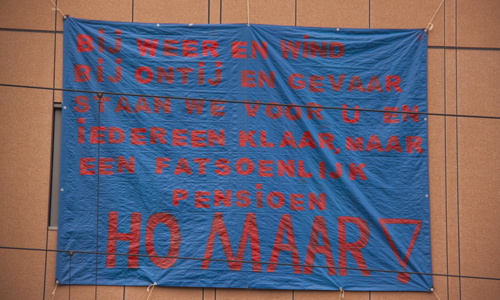 BiJ WEER EN WiND
BiJ ONTiJ EN GEVAAR
STAAN WE VOOR U EN
iEDEREEN KLAAR, MAAR
EEN FATSOENLiJK
PENSiOEN
HO MAAR!